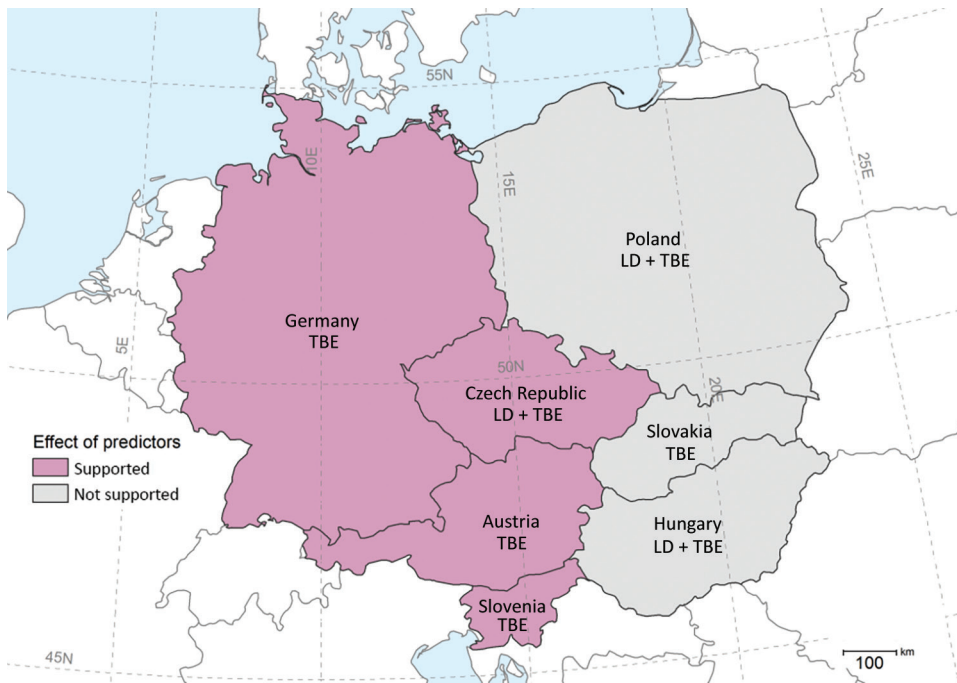 55N
10E
15E
25E
Poland
LD + TBE
Germany
TBE
5E
50N
Czech Republic
LD + TBE
20E
Slovakia
TBE
Effect of predictors
Supported
Not supported
Austria
TBE
Hungary
LD + TBE
Slovenia
TBE
45N
100 km